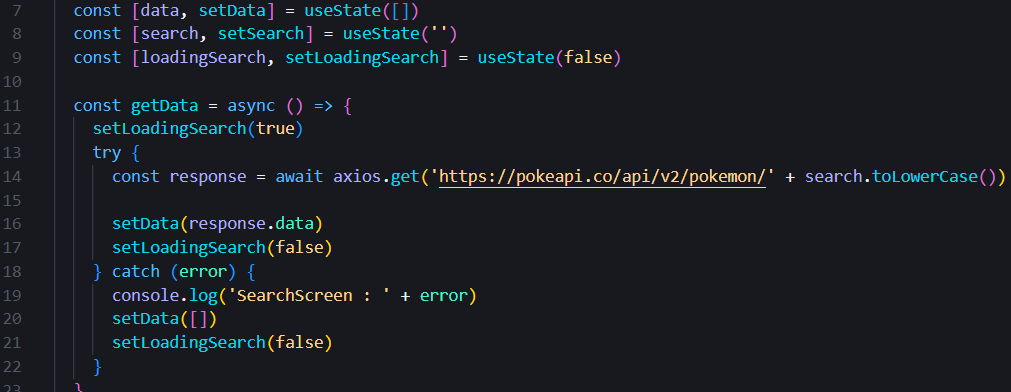 7 const [data, setData] = useState([])
8 const [search, setSearch] = useState('')
9 const [loadingSearch, setLoadingSearch] = useState(false)
10
11 const getData = async () => {
12 setLoadingSearch(true)
13 try {
14 const response = await axios.get('https://pokeapi.co/api/v2/pokemon/' + search.toLowerCase())
15
16 setData(response.data)
17 setLoadingSearch(false)
18 } catch (error) {
19 console.log('SearchScreen : ' + error)
20 setData([])
21 setLoadingSearch(false)
22 }
23 }